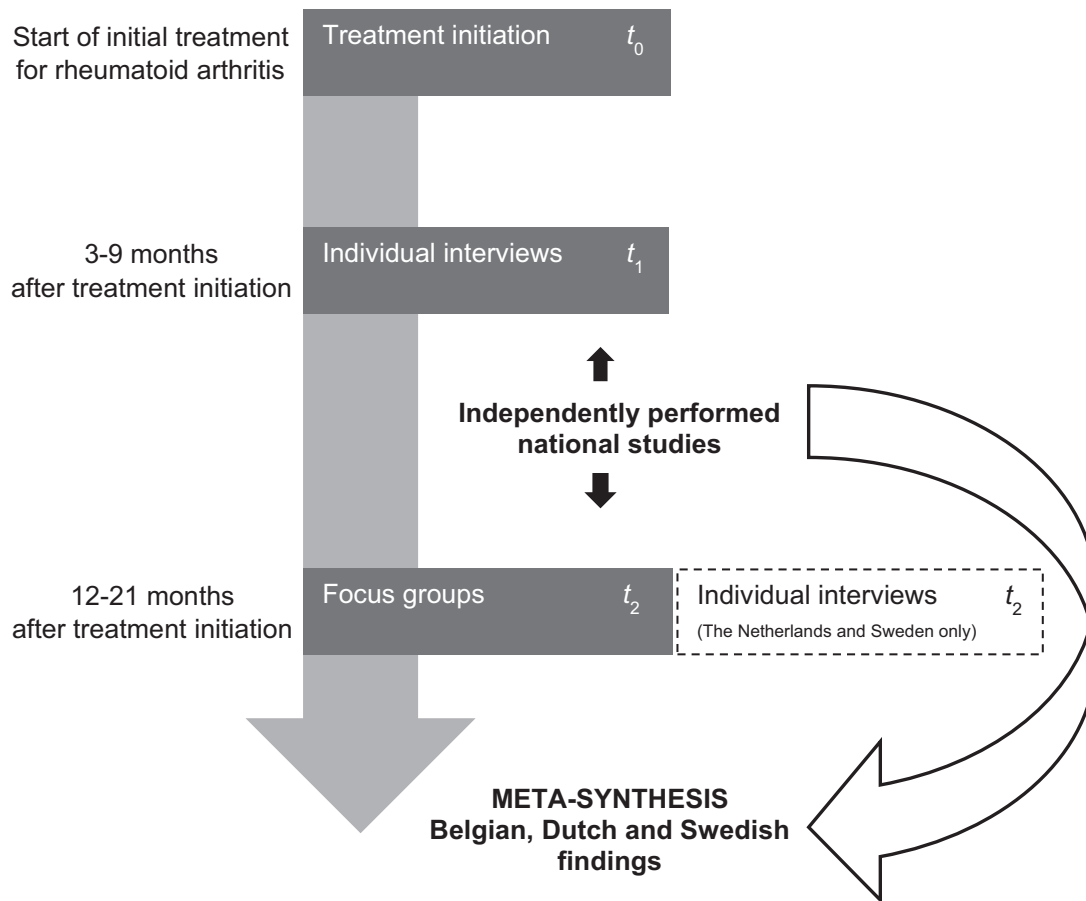 Start of initial treatment
for rheumatoid arthritis
Treatment initiation t0
3-9 months
after treatment initiation
Individual interviews t1
Independently performed
national studies
12-21 months
after treatment initiation
Focus groups t2
Individual interviews t2
(The Netherlands and Sweden only)
META-SYNTHESIS
Belgian, Dutch and Swedish
findings